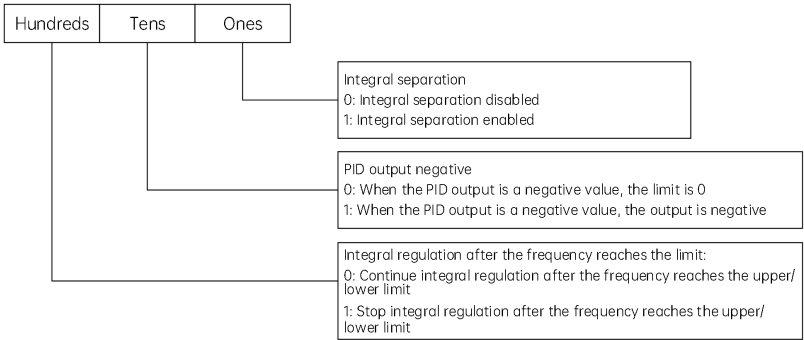 Hundreds Tens Ones
Integral separation
0: Integral separation disabled
1: Integral separation enabled
PID output negative
0: When the PID output is a negative value, the limit is 0
1: When the PID output is a negative value, the output is negative
Integral regulation after the frequency reaches the limit:
0: Continue integral regulation after the frequency reaches the upper/
lower limit
1: Stop integral regulation after the frequency reaches the upper/
lower limit